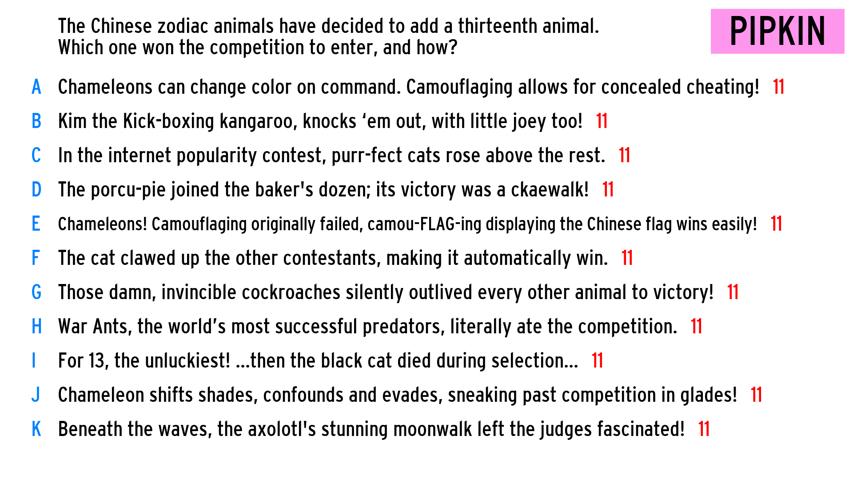 The Chinese zodiac animals have decided to add a thirteenth animal.
Which one won the competition to enter, and how?
PIPKIN
A Chameleons can change color on command. Camouflaging allows for concealed cheating! 11
B Kim the Kick-boxing kangaroo, knocks ‘em out, with little joey too! 11
C In the internet popularity contest, purr-fect cats rose above the rest. 11
D The porcu-pie joined the baker's dozen; its victory was a ckaewalk! 11
E Chameleons! Camouflaging originally failed, camou-FLAG-ing displaying the Chinese flag wins easily! 11
F The cat clawed up the other contestants, making it automatically win. 11
G Those damn, invincible cockroaches silently outlived every other animal to victory! 11
H War Ants, the world’s most successful predators, literally ate the competition. 11
I For 13, the unluckiest! ...then the black cat died during selection... 11
J Chameleon shifts shades, confounds and evades, sneaking past competition in glades! 11
K Beneath the waves, the axolotl's stunning moonwalk left the judges fascinated! 11